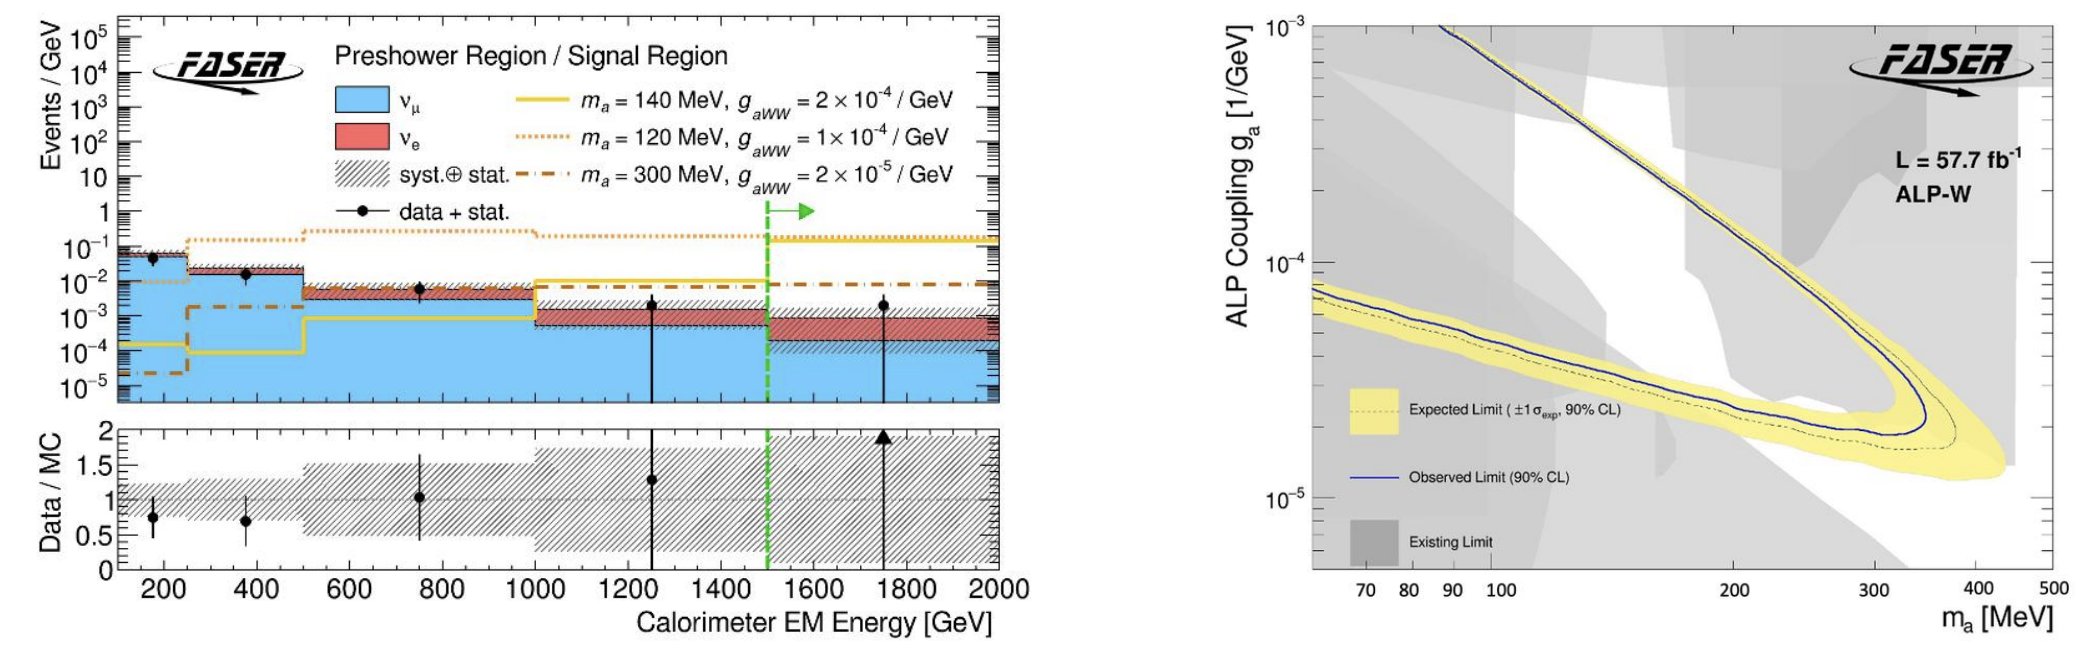 FASER
Preshower Region / Signal Region
νμ
νe
syst.⊕ stat.
data + stat.
mₐ = 140 MeV, g_aWW = 2 × 10⁻⁴ / GeV
mₐ = 120 MeV, g_aWW = 1× 10⁻⁴ / GeV
mₐ = 300 MeV, g_aWW = 2 × 10⁻⁵ / GeV
Events / GeV
10⁵
10⁴
10³
10²
10
1
10⁻¹
10⁻²
10⁻³
10⁻⁴
10⁻⁵
Data / MC
2
1.5
1
0.5
0
200 400 600 800 1000 1200 1400 1600 1800 2000
Calorimeter EM Energy [GeV]
ALP Coupling gₐ [1/GeV]
10⁻³
10⁻⁴
10⁻⁵
FASER
L = 57.7 fb⁻¹
ALP-W
Expected Limit ( ±1σexp, 90% CL)
Observed Limit (90% CL)
Existing Limit
70 80 90 100 200 300 400 500
mₐ [MeV]